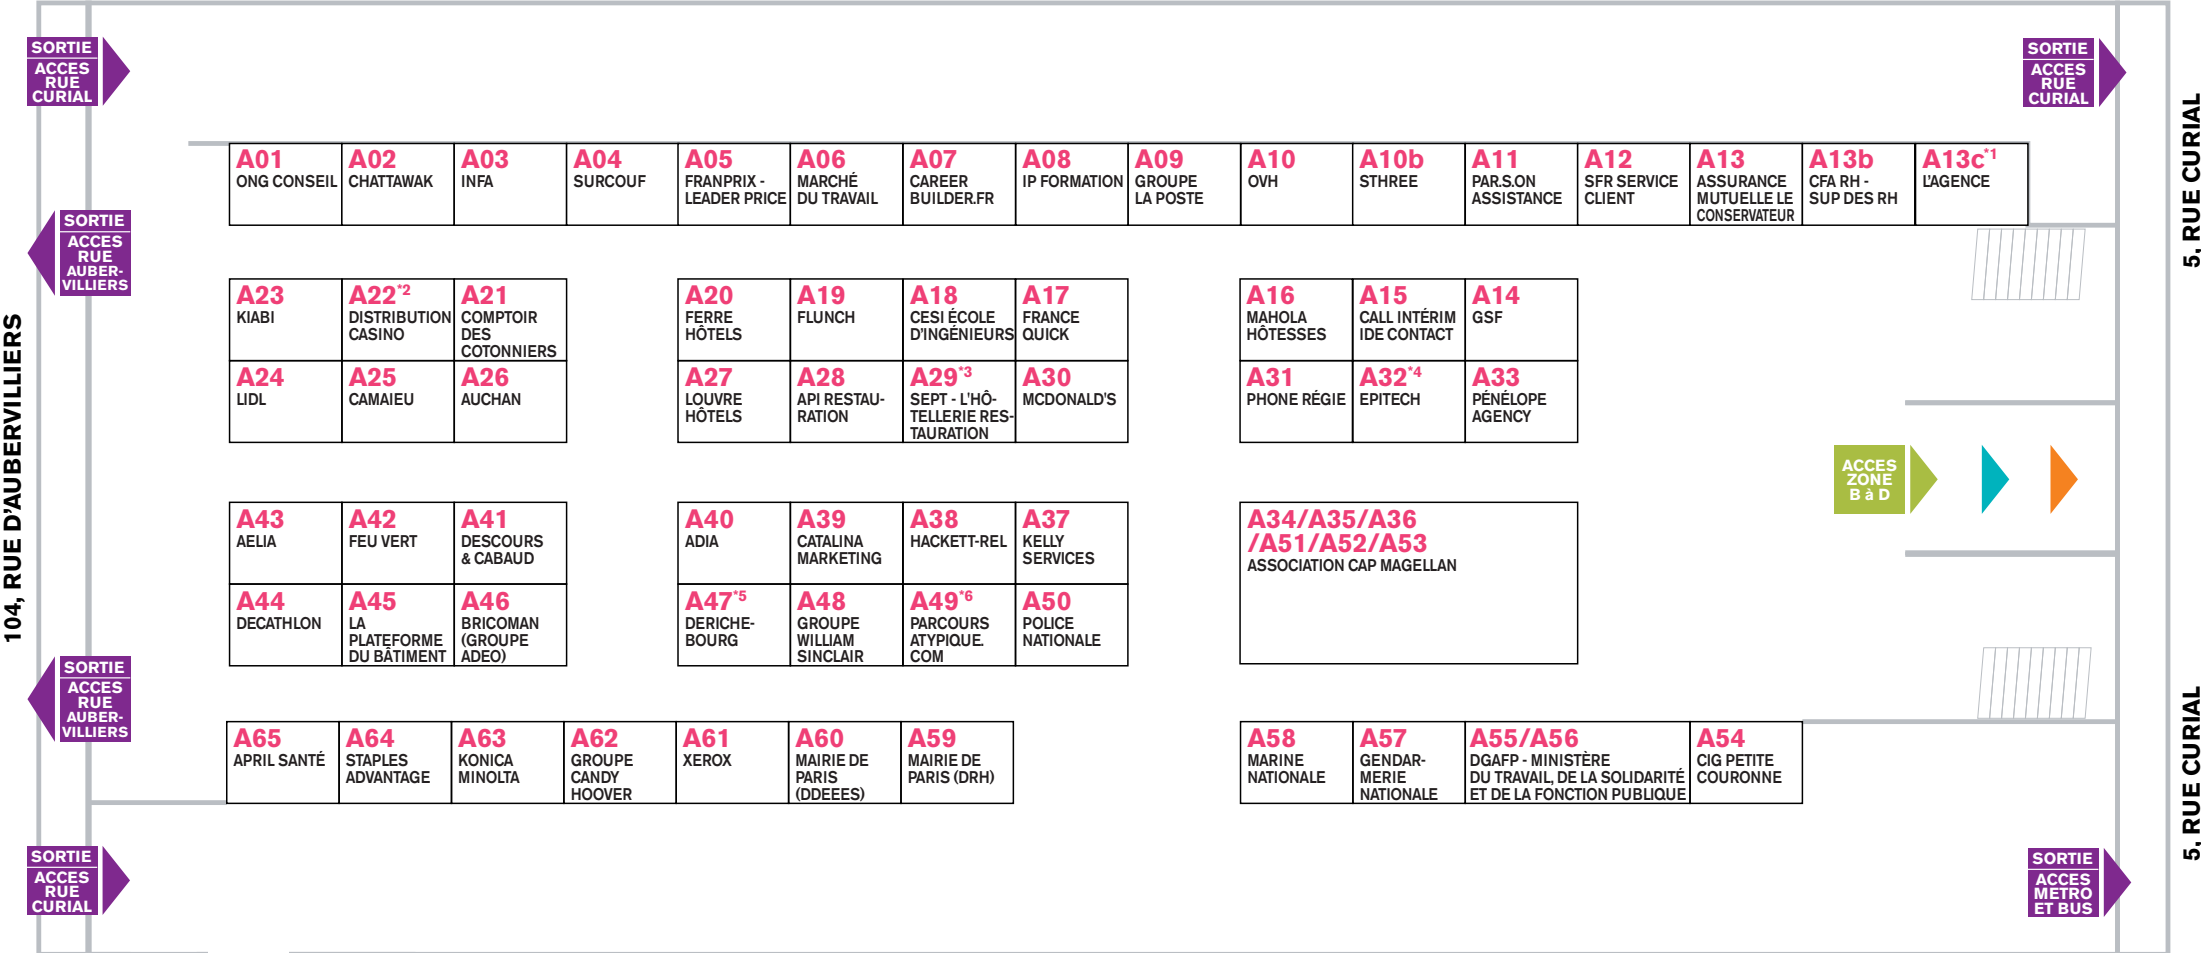 SORTIE
ACCES
RUE
CURIAL
SORTIE
ACCES
RUE
CURIAL
A01
ONG CONSEIL
A02
CHATTAWAK
A03
INFA
A04
SURCOUF
A05
FRANPRIX -
LEADER PRICE
A06
MARCHÉ
DU TRAVAIL
A07
CAREER
BUILDER.FR
A08
IP FORMATION
A09
GROUPE
LA POSTE
A10
OVH
A10b
STHREE
A11
PAR.S.ON
ASSISTANCE
A12
SFR SERVICE
CLIENT
A13
ASSURANCE
MUTUELLE LE
CONSERVATEUR
A13b
CFA RH -
SUP DES RH
A13c*1
L'AGENCE
5, RUE CURIAL
SORTIE
ACCES
RUE
AUBER-
VILLIERS
A23
KIABI
A22*2
DISTRIBUTION
CASINO
A21
COMPTOIR
DES
COTONNIERS
A20
FERRE
HÔTELS
A19
FLUNCH
A18
CESI ÉCOLE
D'INGÉNIEURS
A17
FRANCE
QUICK
A16
MAHOLA
HÔTESSES
A15
CALL INTÉRIM
IDE CONTACT
A14
GSF
A24
LIDL
A25
CAMAIEU
A26
AUCHAN
A27
LOUVRE
HÔTELS
A28
API RESTAU-
RATION
A29*3
SEPT - L'HÔ-
TELLERIE RES-
TAURATION
A30
MCDONALD'S
A31
PHONE RÉGIE
A32*4
EPITECH
A33
PÉNÉLOPE
AGENCY
104, RUE D'AUBERVILLIERS
ACCES
ZONE
B à D
A43
AELIA
A42
FEU VERT
A41
DESCOURS
& CABAUD
A40
ADIA
A39
CATALINA
MARKETING
A38
HACKETT-REL
A37
KELLY
SERVICES
A34/A35/A36
/A51/A52/A53
ASSOCIATION CAP MAGELLAN
A44
DECATHLON
A45
LA
PLATEFORME
DU BÂTIMENT
A46
BRICOMAN
(GROUPE
ADEO)
A47*5
DERICHE-
BOURG
A48
GROUPE
WILLIAM
SINCLAIR
A49*6
PARCOURS
ATYPIQUE.
COM
A50
POLICE
NATIONALE
SORTIE
ACCES
RUE
AUBER-
VILLIERS
A65
APRIL SANTÉ
A64
STAPLES
ADVANTAGE
A63
KONICA
MINOLTA
A62
GROUPE
CANDY
HOOVER
A61
XEROX
A60
MAIRIE DE
PARIS
(DDEEES)
A59
MAIRIE DE
PARIS (DRH)
A58
MARINE
NATIONALE
A57
GENDAR-
MERIE
NATIONALE
A55/A56
DGAFP - MINISTÈRE
DU TRAVAIL, DE LA SOLIDARITÉ
ET DE LA FONCTION PUBLIQUE
A54
CIG PETITE
COURONNE
5, RUE CURIAL
SORTIE
ACCES
RUE
CURIAL
SORTIE
ACCES
METRO
ET BUS